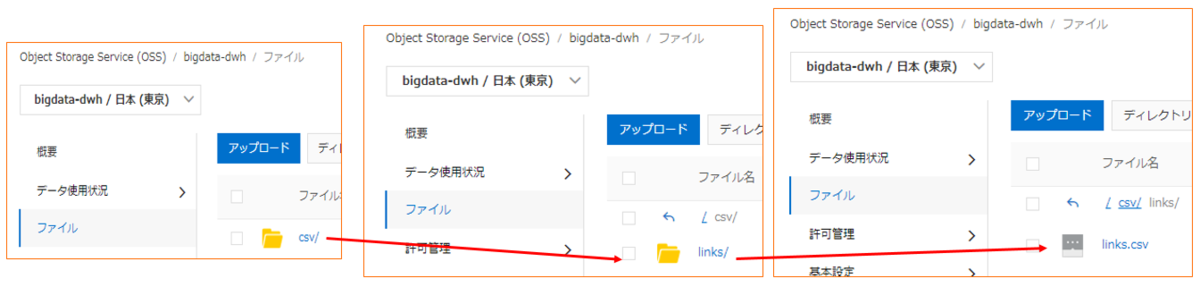 Object Storage Service (OSS) / bigdata-dwh / ファイル
bigdata-dwh / 日本 (東京)
概要
アップロード
データ使用状況
ファイル
csv/
Object Storage Service (OSS) / bigdata-dwh / ファイル
bigdata-dwh / 日本 (東京)
概要
アップロード
ディレク
データ使用状況
ファイル名
ファイル
/ csv/
許可管理
links/
Object Storage Service (OSS) / bigdata-dwh / ファイル
bigdata-dwh / 日本 (東京)
概要
アップロード
ディレクトリ
データ使用状況
ファイル名
ファイル
/ csv/ links/
許可管理
links.csv
基本設定